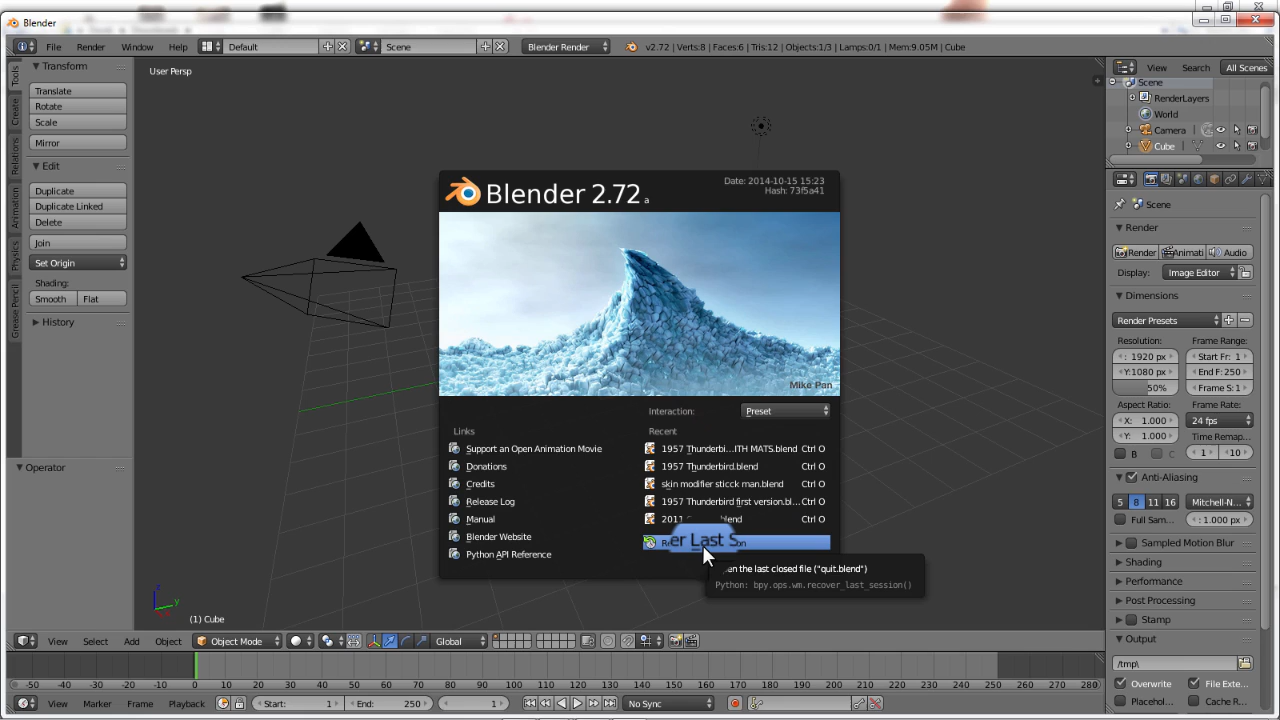 Blender
File Render Window Help Default Scene Blender Render v2.72 | Verts:8 | Faces:6 | Tris:12 | Objects:1/3 | Lamps:0/1 | Mem:9.05M | Cube
Tools
Create
Relations
Animation
Physics
Grease Pencil
Transform
Translate
Rotate
Scale
Mirror
Edit
Duplicate
Duplicate Linked
Delete
Join
Set Origin
Shading:
Smooth Flat
History
Operator
User Persp
Blender 2.72 a
Date: 2014-10-15 15:23
Hash: 73f5a41
Mike Pan
Interaction: Preset
Links
Support an Open Animation Movie
Donations
Credits
Release Log
Manual
Blender Website
Python API Reference
Recent
1957 Thunderbi...ITH MATS.blend Ctrl O
1957 Thunderbird.blend Ctrl O
skin modifier sticck man.blend Ctrl O
1957 Thunderbird first version.bl... Ctrl O
2011 Ctrl O
er Last S
the last closed file ("quit.blend")
Python: bpy.ops.wm.recover_last_session()
(1) Cube
View Select Add Object Object Mode Global
-50 -40 -30 -20 -10 0 10 20 30 40 50 60 70 80 90 100 110 120 130 140 150 160 170 180 190 200 210 220 230 240 250 260 270 280
View Marker Frame Playback Start: 1 End: 250 1 No Sync
View Search All Scenes
Scene
RenderLayers
World
Camera
Cube
Scene
Render
Render Animati Audio
Display: Image Editor
Dimensions
Render Presets
Resolution: Frame Range:
: 1920 px Start Fr: 1
Y:1080 px End F: 250
50% Frame S: 1
Aspect Ratio: Frame Rate:
X: 1.000 24 fps
Y: 1.000 Time Remap...
B C 1 10
Anti-Aliasing
5 8 11 16 Mitchell-N...
Full Sam... : 1.000 px
Sampled Motion Blur
Shading
Performance
Post Processing
Stamp
Output
/tmp\
Overwrite File Exte...
Placehol... Cache R...